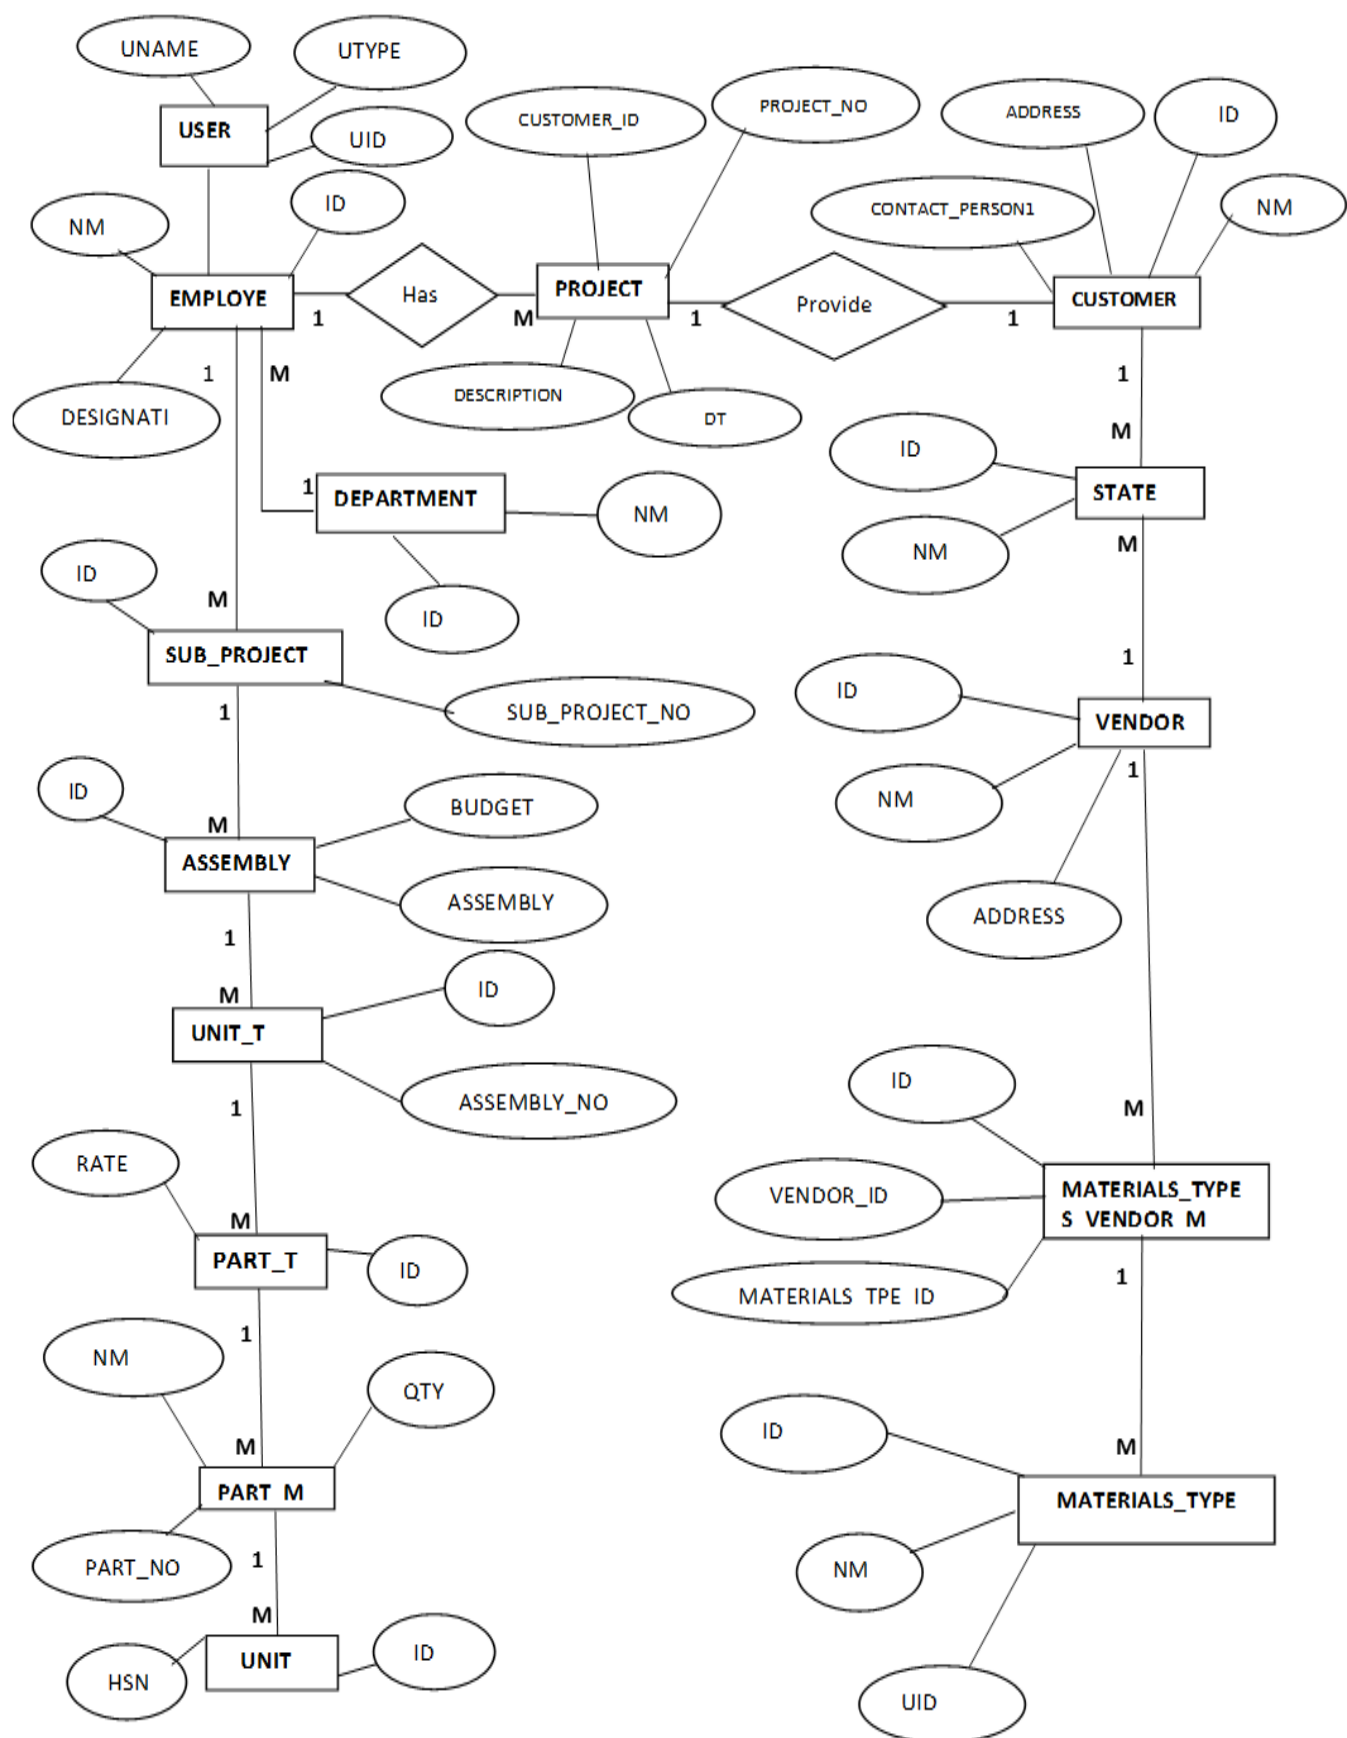 UNAME
UTYPE
USER
UID
CUSTOMER_ID
PROJECT_NO
ADDRESS
ID
NM
ID
CONTACT_PERSON1
NM
EMPLOYE
Has
PROJECT
Provide
CUSTOMER
1
M
1
1
1
M
1
DESIGNATI
DESCRIPTION
DT
M
ID
STATE
NM
M
1
DEPARTMENT
NM
ID
ID
M
SUB_PROJECT
1
SUB_PROJECT_NO
1
ID
VENDOR
1
NM
ADDRESS
ID
BUDGET
M
ASSEMBLY
ASSEMBLY
1
M
ID
UNIT_T
ASSEMBLY_NO
1
M
ID
VENDOR_ID
MATERIALS_TYPE
S VENDOR M
MATERIALS TPE ID
1
RATE
M
PART_T
ID
1
NM
QTY
M
PART M
PART_NO
1
M
ID
MATERIALS_TYPE
NM
UID
M
HSN
UNIT
ID